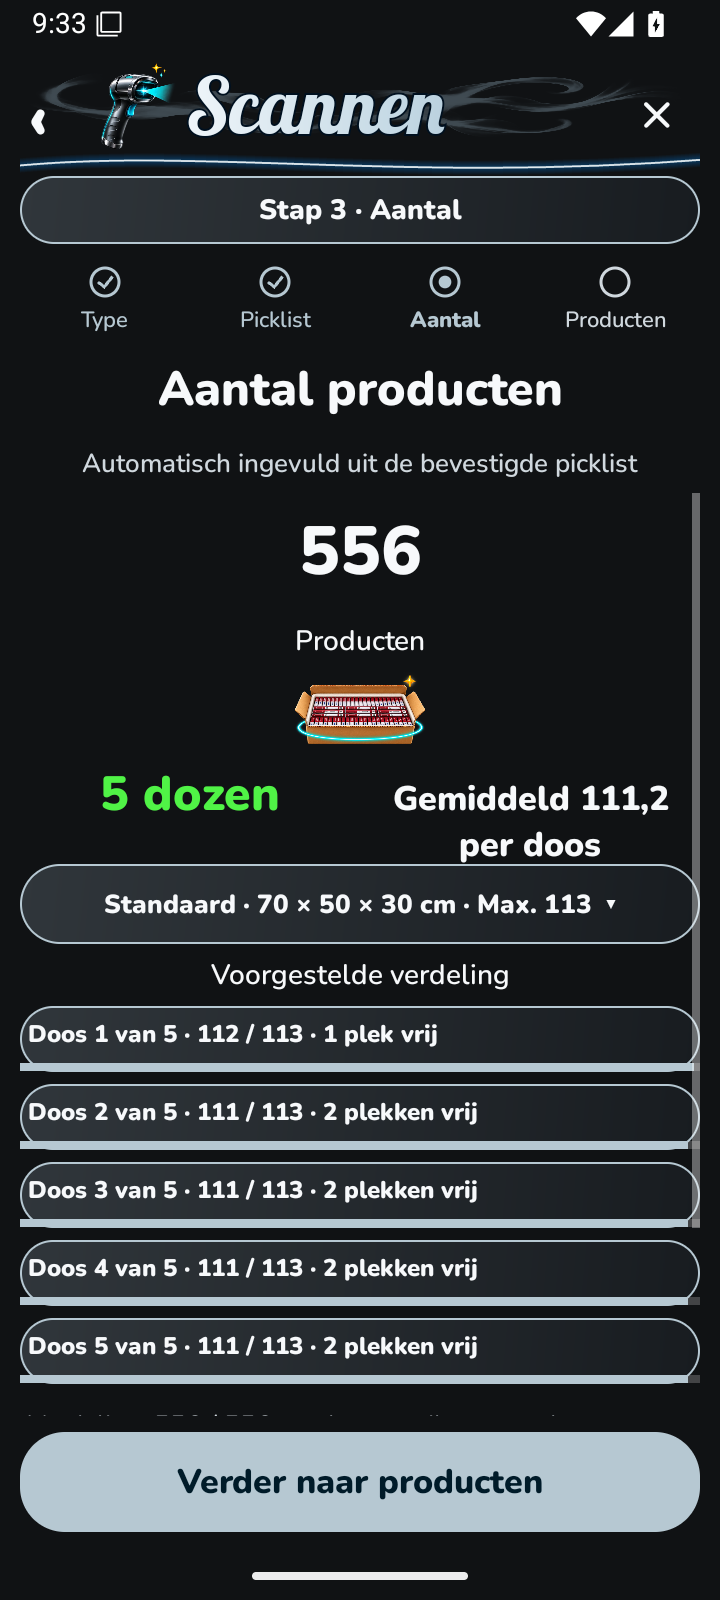 9:33
Scannen
Stap 3 · Aantal
Type Picklist Aantal Producten
Aantal producten
Automatisch ingevuld uit de bevestigde picklist
556
Producten
5 dozen
Gemiddeld 111,2
per doos
Standaard · 70 × 50 × 30 cm · Max. 113 ▼
Voorgestelde verdeling
Doos 1 van 5 · 112 / 113 · 1 plek vrij
Doos 2 van 5 · 111 / 113 · 2 plekken vrij
Doos 3 van 5 · 111 / 113 · 2 plekken vrij
Doos 4 van 5 · 111 / 113 · 2 plekken vrij
Doos 5 van 5 · 111 / 113 · 2 plekken vrij
Verder naar producten